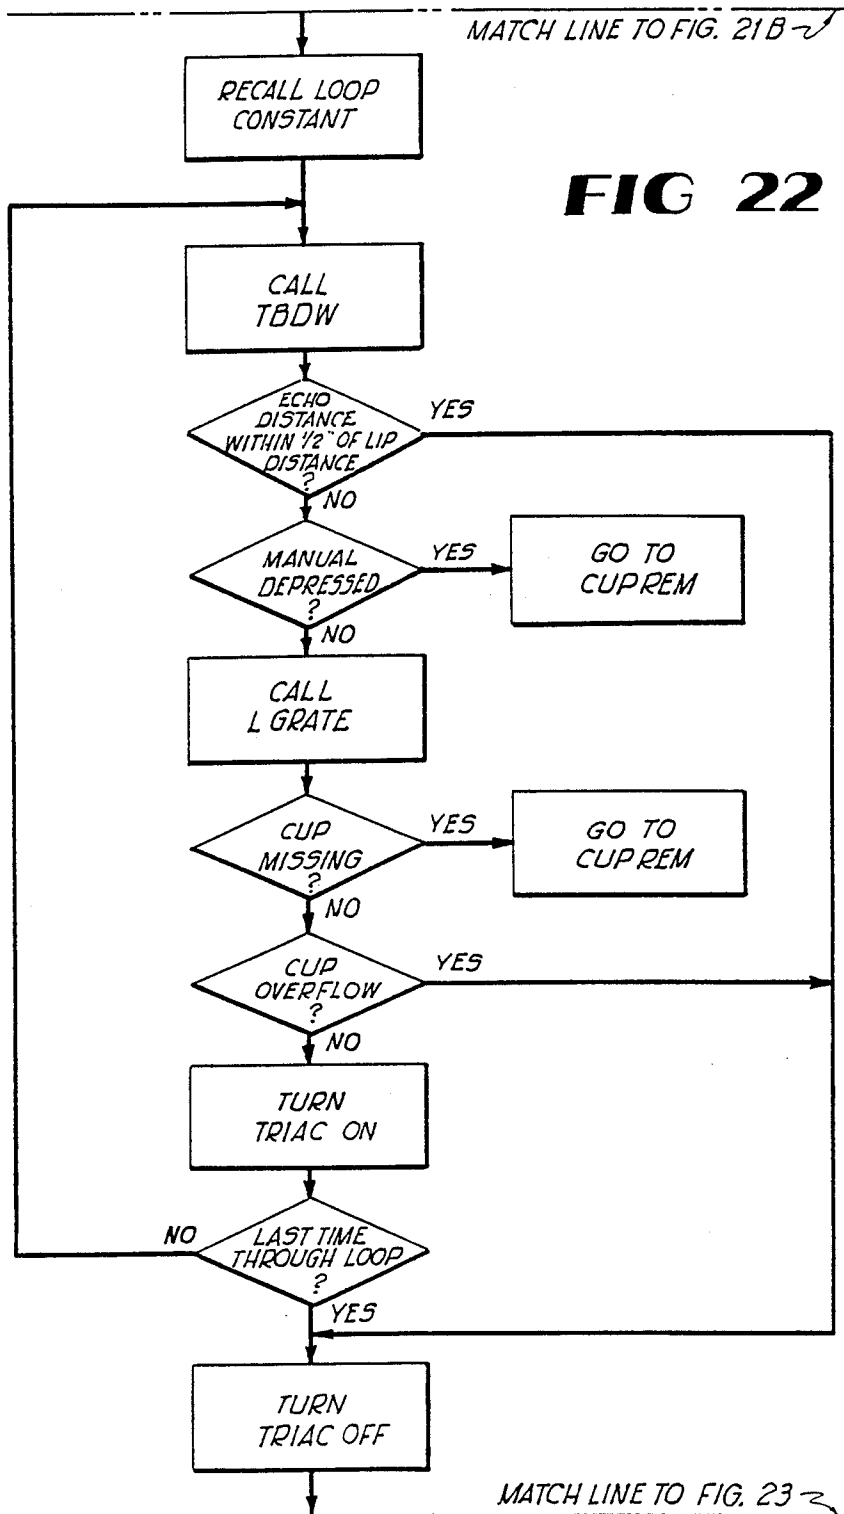 MATCH LINE TO FIG. 21B
RECALL LOOP
CONSTANT
FIG 22
CALL
TBDW
ECHO
DISTANCE
WITHIN 1/2" OF LIP
DISTANCE
?
YES
NO
MANUAL
DEPRESSED
?
YES
GO TO
CUPREM
NO
CALL
LGRATE
CUP
MISSING
?
YES
GO TO
CUPREM
NO
CUP
OVERFLOW
?
YES
NO
TURN
TRIAC ON
NO
LAST TIME
THROUGH LOOP
?
YES
TURN
TRIAC OFF
MATCH LINE TO FIG. 23